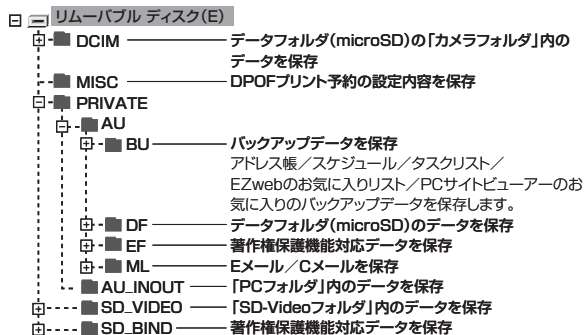 リムーバブル ディスク(E)
DCIM データフォルダ(microSD)の「カメラフォルダ」内の
データを保存
MISC DPOFプリント予約の設定内容を保存
PRIVATE
AU
BU バックアップデータを保存
アドレス帳／スケジュール／タスクリスト／
EZwebのお気に入りリスト／PCサイトビューアーのお
気に入りのバックアップデータを保存します。
DF データフォルダ(microSD)のデータを保存
EF 著作権保護機能対応データを保存
ML Eメール／Cメールを保存
AU_INOUT 「PCフォルダ」内のデータを保存
SD_VIDEO 「SD-Videoフォルダ」内のデータを保存
SD_BIND 著作権保護機能対応データを保存